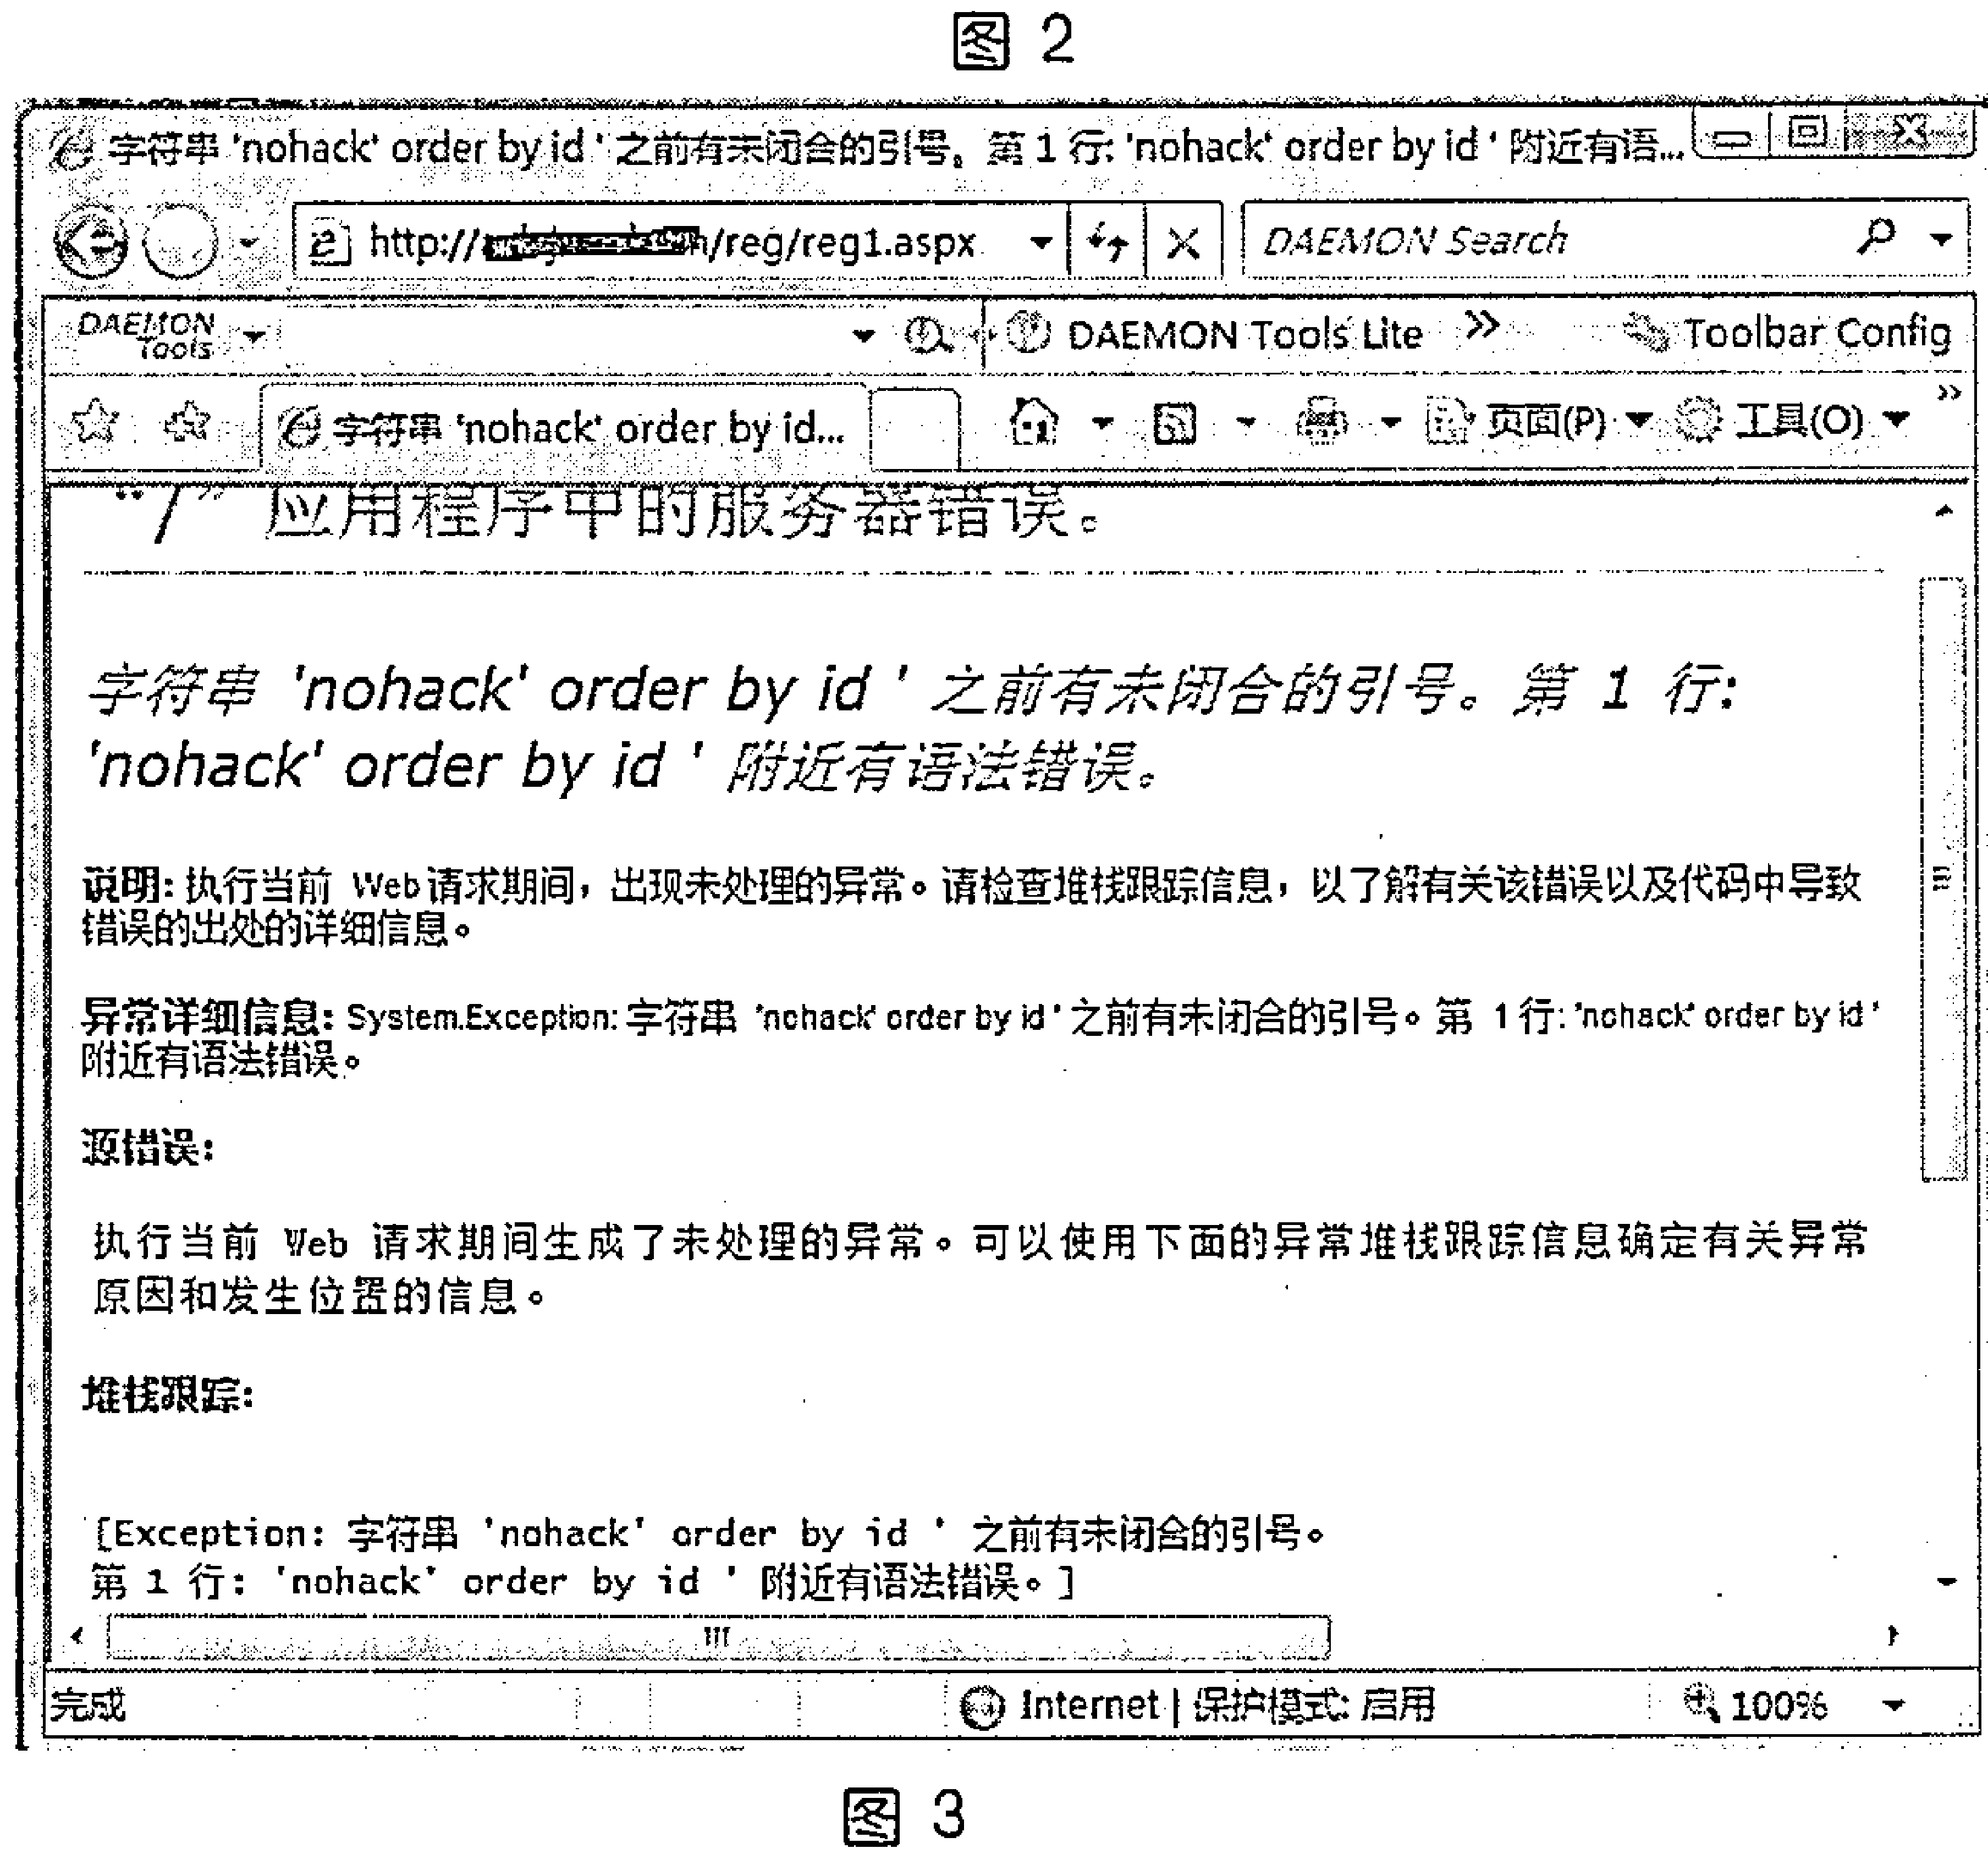 图 2
字符串 'nohack' order by id ' 之前有未闭合的引号。第 1 行: 'nohack' order by id ' 附近有语...
http:// /reg/reg1.aspx
DAEMON Search
DAEMON Tools
DAEMON Tools Lite
Toolbar Config
字符串 'nohack' order by id...
页面(P)
工具(O)
“/” 应用程序中的服务器错误。
字符串 'nohack' order by id ' 之前有未闭合的引号。第 1 行:
'nohack' order by id ' 附近有语法错误。
说明: 执行当前 Web 请求期间，出现未处理的异常。请检查堆栈跟踪信息，以了解有关该错误以及代码中导致
错误的出处的详细信息。
异常详细信息: System.Exception: 字符串 'nohack' order by id ' 之前有未闭合的引号。第 1 行: 'nohack' order by id '
附近有语法错误。
源错误:
执行当前 Web 请求期间生成了未处理的异常。可以使用下面的异常堆栈跟踪信息确定有关异常
原因和发生位置的信息。
堆栈跟踪:
[Exception: 字符串 'nohack' order by id ' 之前有未闭合的引号。
第 1 行: 'nohack' order by id ' 附近有语法错误。]
完成
Internet | 保护模式: 启用
100%
图 3